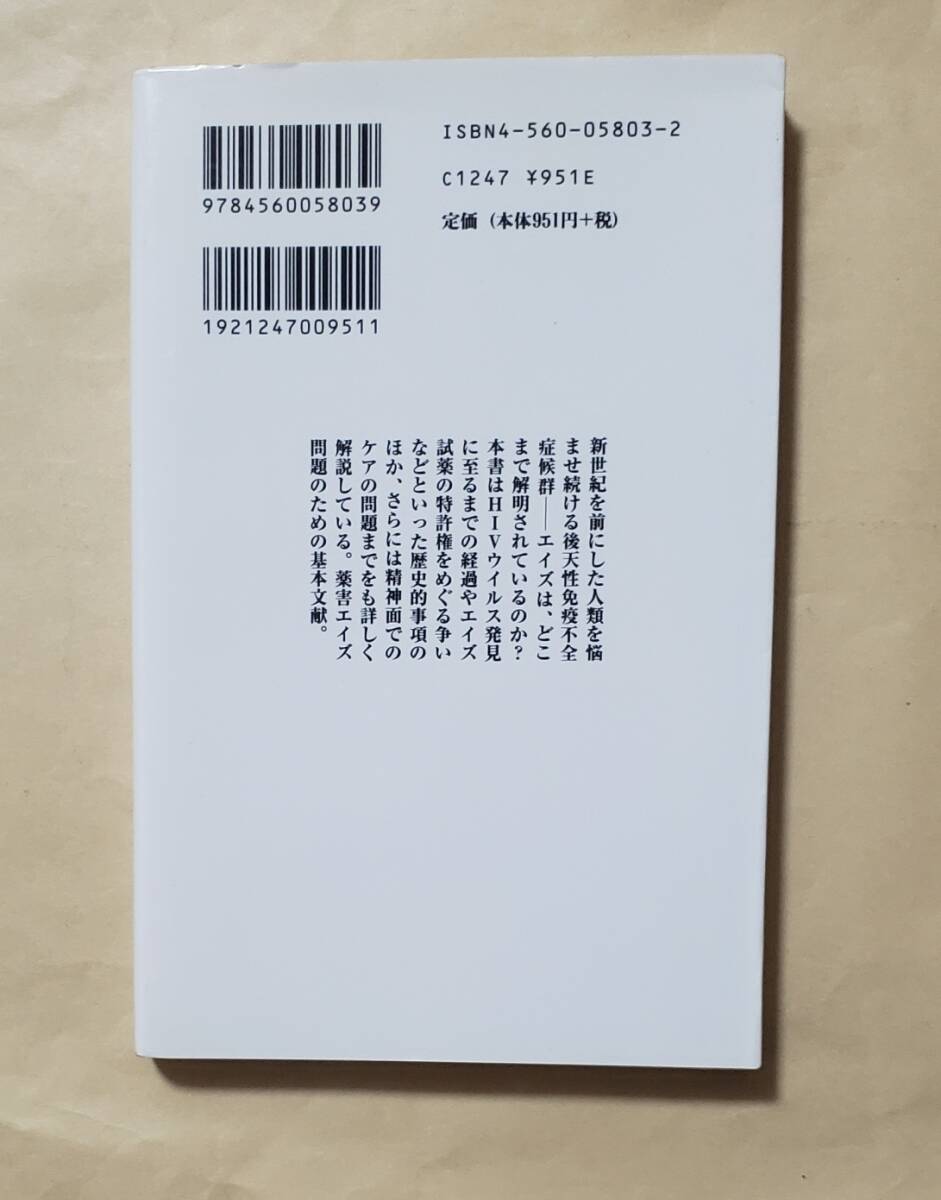 ISBN4-560-05803-2
C1247 ¥951E
定価（本体951円+税）
9784560058039
1921247009511
新世紀を前にした人類を悩
ませ続ける後天性免疫不全
症候群――エイズは、どこ
まで解明されているのか？
本書はHIVウイルス発見
に至るまでの経過やエイズ
試薬の特許権をめぐる争い
などといった歴史的事項の
ほか、さらには精神面での
ケアの問題までをも詳しく
解説している。薬害エイズ
問題のための基本文献。